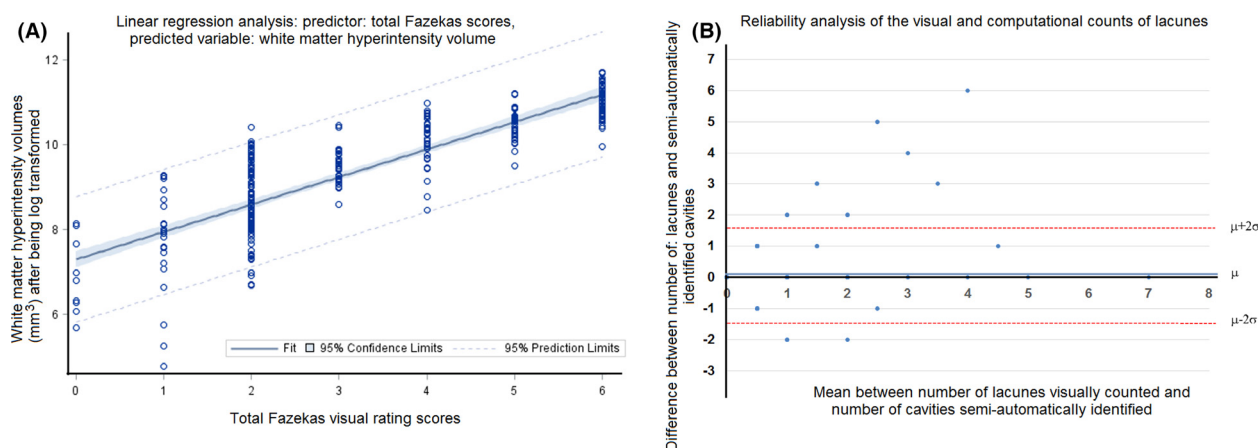 (A)
Linear regression analysis: predictor: total Fazekas scores,
predicted variable: white matter hyperintensity volume
White matter hyperintensity volumes
(mm³) after being log transformed
12
10
8
6
0 1 2 3 4 5 6
Fit 95% Confidence Limits 95% Prediction Limits
Total Fazekas visual rating scores
(B)
Reliability analysis of the visual and computational counts of lacunes
Difference between number of: lacunes and semi-automatically
identified cavities
7
6
5
4
3
2
1
0
-1
-2
-3
0 1 2 3 4 5 6 7 8
μ+2σ
μ
μ-2σ
Mean between number of lacunes visually counted and
number of cavities semi-automatically identified